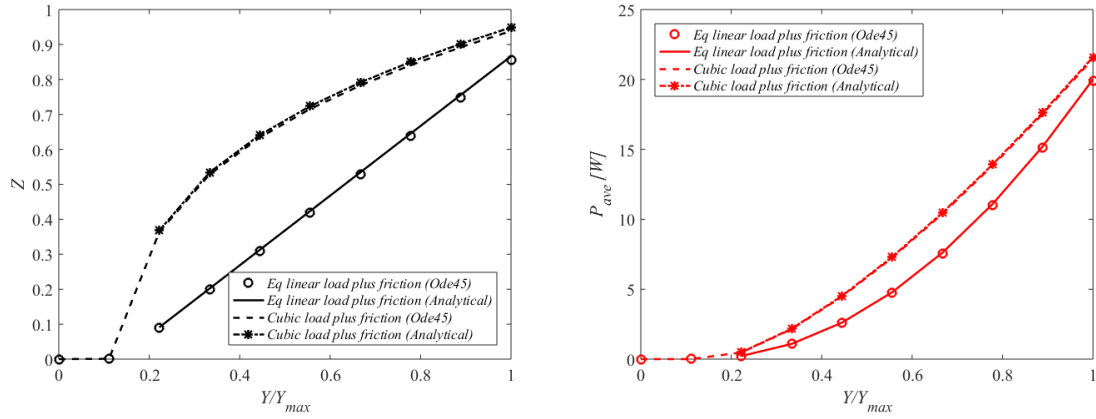 1
0.9
0.8
0.7
0.6
0.5
0.4
0.3
0.2
0.1
0
Z
Eq linear load plus friction (Ode45)
Eq linear load plus friction (Analytical)
Cubic load plus friction (Ode45)
Cubic load plus friction (Analytical)
0 0.2 0.4 0.6 0.8 1
Y/Y_max
25
20
15
10
5
0
P_ave [W]
Eq linear load plus friction (Ode45)
Eq linear load plus friction (Analytical)
Cubic load plus friction (Ode45)
Cubic load plus friction (Analytical)
0 0.2 0.4 0.6 0.8 1
Y/Y_max